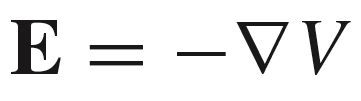 E = −∇V